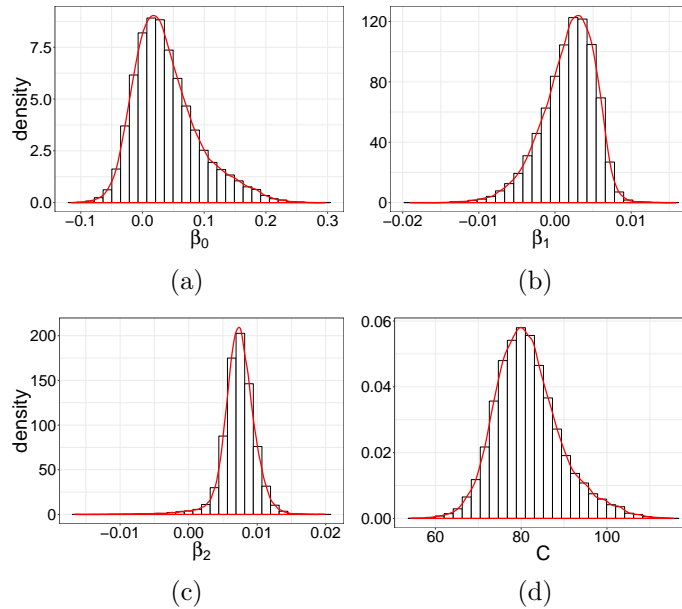 density
7.5
5.0
2.5
0.0
−0.1 0.0 0.1 0.2 0.3
β0
(a)
120
80
40
0
−0.02 −0.01 0.00 0.01
β1
(b)
density
200
150
100
50
0
−0.01 0.00 0.01 0.02
β2
(c)
0.06
0.04
0.02
0.00
60 80 100
C
(d)